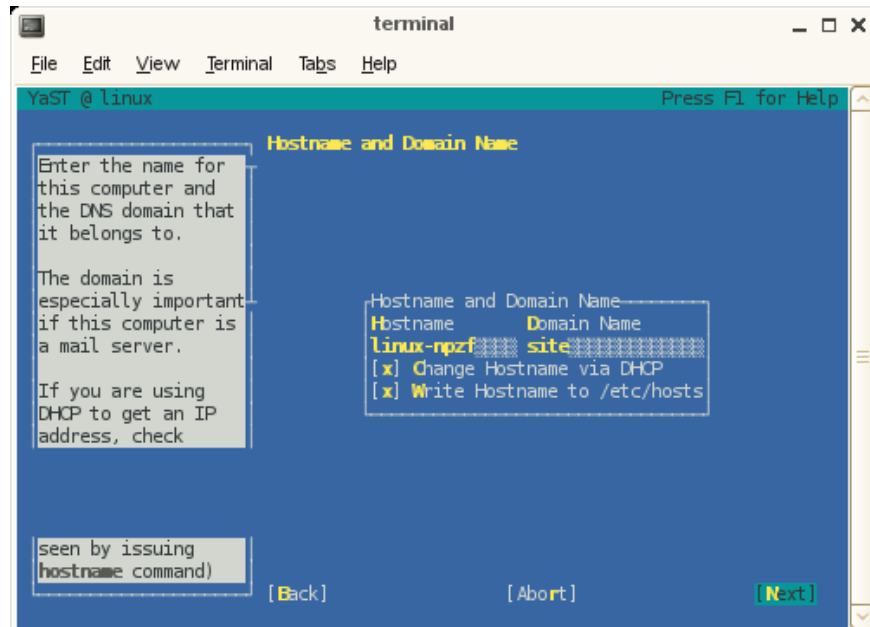 terminal
File Edit View Terminal Tabs Help
YaST @ linux Press F1 for Help
Hostname and Domain Name
Enter the name for
this computer and
the DNS domain that
it belongs to.
The domain is
especially important
if this computer is
a mail server.
If you are using
DHCP to get an IP
address, check
seen by issuing
hostname command)
Hostname and Domain Name
Hostname Domain Name
linux-npzf site
[x] Change Hostname via DHCP
[x] Write Hostname to /etc/hosts
[Back] [Abort] [Next]